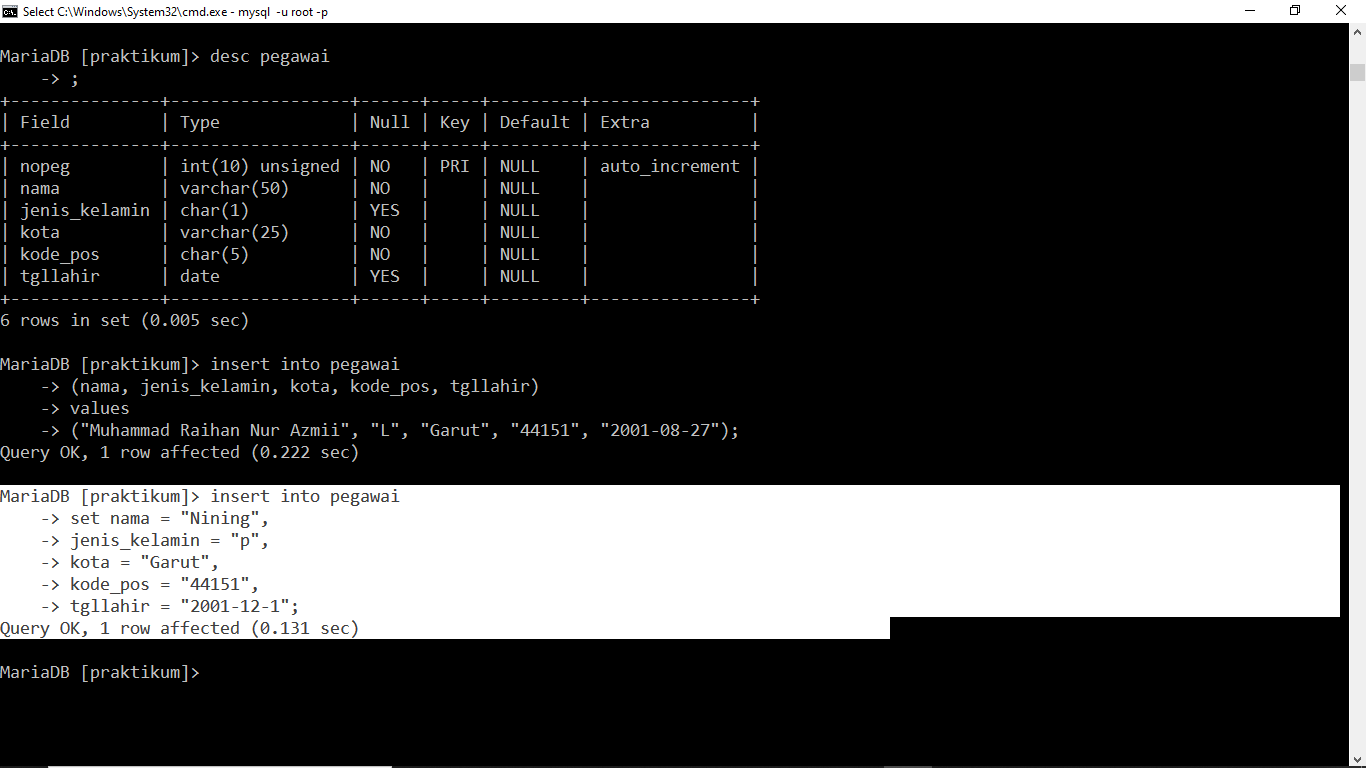 Select C:\Windows\System32\cmd.exe - mysql  -u root -p
MariaDB [praktikum]> desc pegawai
    -> ;
+---------------+------------------+------+-----+---------+----------------+
| Field         | Type             | Null | Key | Default | Extra          |
+---------------+------------------+------+-----+---------+----------------+
| nopeg         | int(10) unsigned | NO   | PRI | NULL    | auto_increment |
| nama          | varchar(50)      | NO   |     | NULL    |                |
| jenis_kelamin | char(1)          | YES  |     | NULL    |                |
| kota          | varchar(25)      | NO   |     | NULL    |                |
| kode_pos      | char(5)          | NO   |     | NULL    |                |
| tgllahir      | date             | YES  |     | NULL    |                |
+---------------+------------------+------+-----+---------+----------------+
6 rows in set (0.005 sec)
MariaDB [praktikum]> insert into pegawai
    -> (nama, jenis_kelamin, kota, kode_pos, tgllahir)
    -> values
    -> ("Muhammad Raihan Nur Azmii", "L", "Garut", "44151", "2001-08-27");
Query OK, 1 row affected (0.222 sec)
MariaDB [praktikum]> insert into pegawai
    -> set nama = "Nining",
    -> jenis_kelamin = "p",
    -> kota = "Garut",
    -> kode_pos = "44151",
    -> tgllahir = "2001-12-1";
Query OK, 1 row affected (0.131 sec)
MariaDB [praktikum]>